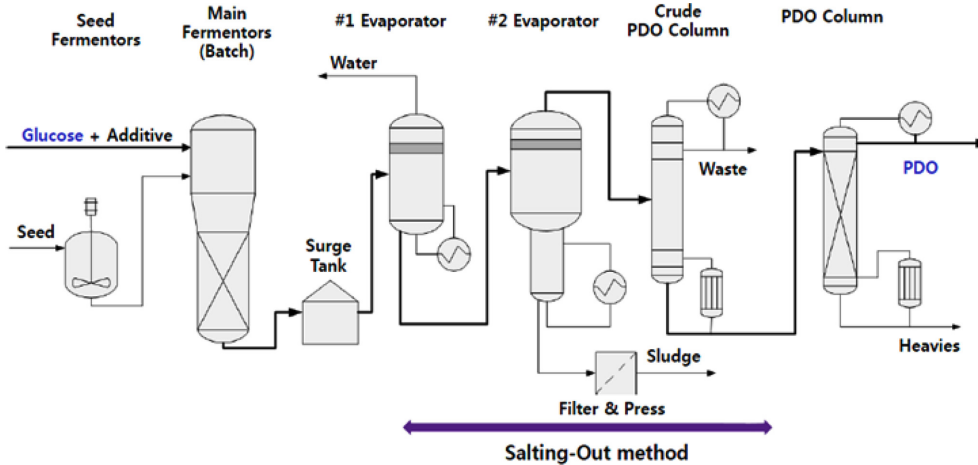 Seed
Fermentors
Main
Fermentors
(Batch)
#1 Evaporator
#2 Evaporator
Crude
PDO Column
PDO Column
Water
Glucose + Additive
Waste
PDO
Seed
Surge
Tank
Sludge
Heavies
Filter & Press
Salting-Out method